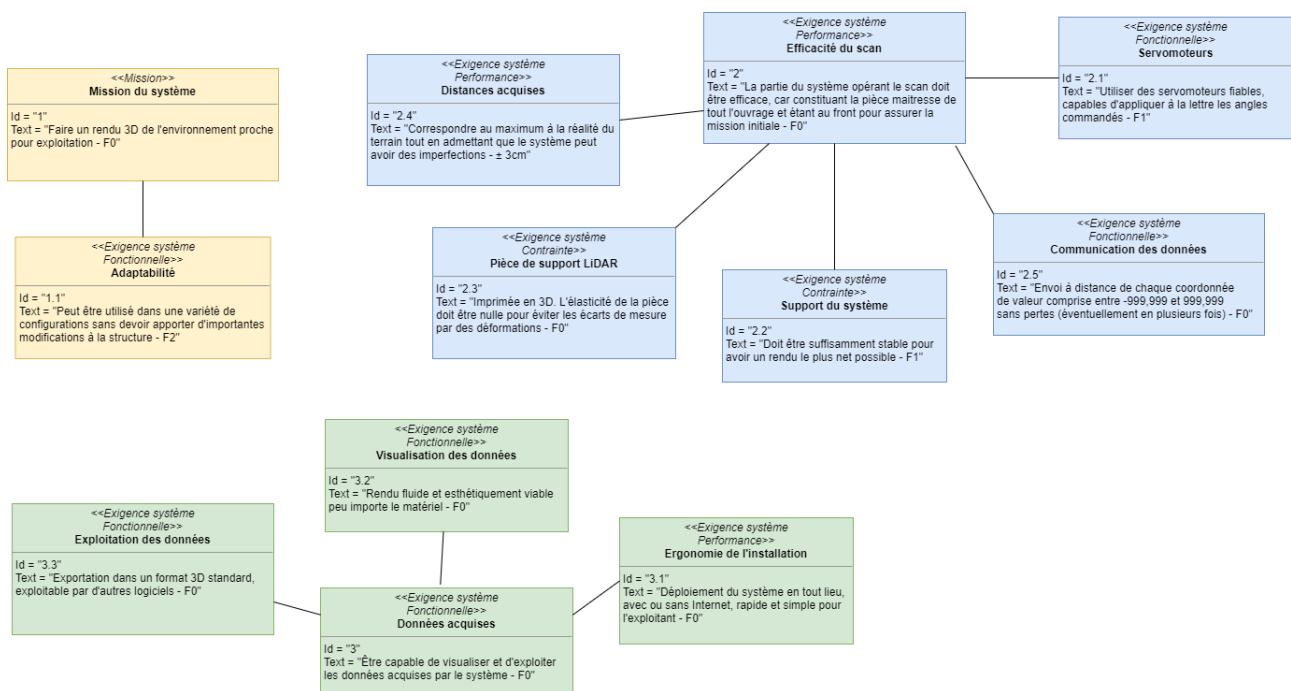 <<Mission>>
Mission du système
Id = "1"
Text = "Faire un rendu 3D de l'environnement proche
pour exploitation - F0"
<<Exigence système
Fonctionnelle>>
Adaptabilité
Id = "1.1"
Text = "Peut être utilisé dans une variété de
configurations sans devoir apporter d'importantes
modifications à la structure - F2"
<<Exigence système
Performance>>
Efficacité du scan
Id = "2"
Text = "La partie du système opérant le scan doit
être efficace, car constituant la pièce maitresse de
tout l'ouvrage et étant au front pour assurer la
mission initiale - F0"
<<Exigence système
Fonctionnelle>>
Servomoteurs
Id = "2.1"
Text = "Utiliser des servomoteurs fiables,
capables d'appliquer à la lettre les angles
commandés - F1"
<<Exigence système
Performance>>
Distances acquises
Id = "2.4"
Text = "Correspondre au maximum à la réalité du
terrain tout en admettant que le système peut
avoir des imperfections - ± 3cm"
<<Exigence système
Contrainte>>
Pièce de support LiDAR
Id = "2.3"
Text = "Imprimée en 3D. L'élasticité de la pièce
doit être nulle pour éviter les écarts de mesure
par des déformations - F0"
<<Exigence système
Contrainte>>
Support du système
Id = "2.2"
Text = "Doit être suffisamment stable pour
avoir un rendu le plus net possible - F1"
<<Exigence système
Fonctionnelle>>
Communication des données
Id = "2.5"
Text = "Envoi à distance de chaque coordonnée
de valeur comprise entre -999,999 et 999,999
sans pertes (éventuellement en plusieurs fois) - F0"
<<Exigence système
Fonctionnelle>>
Visualisation des données
Id = "3.2"
Text = "Rendu fluide et esthétiquement viable
peu importe le matériel - F0"
<<Exigence système
Fonctionnelle>>
Exploitation des données
Id = "3.3"
Text = "Exportation dans un format 3D standard,
exploitable par d'autres logiciels - F0"
<<Exigence système
Performance>>
Ergonomie de l'installation
Id = "3.1"
Text = "Déploiement du système en tout lieu,
avec ou sans Internet, rapide et simple pour
l'exploitant - F0"
<<Exigence système
Fonctionnelle>>
Données acquises
Id = "3"
Text = "Être capable de visualiser et d'exploiter
les données acquises par le système - F0"